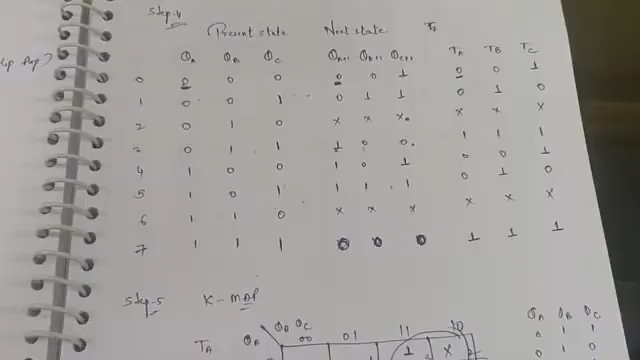 Step-4
Present state Next state T
QA QB QC QA+1 QB+1 QC+1 TA TB TC
0 0 0 0 0 0 1 0 0 1
1 0 0 1 0 1 1 0 1 0
2 0 1 0 x x x x x x
3 0 1 1 1 0 0 1 1 1
4 1 0 0 1 0 1 0 0 1
5 1 0 1 1 1 1 0 1 0
6 1 1 0 x x x x x x
7 1 1 1 0 0 0 1 1 1
Step-5 K-MAP
QA QB QC
TA QA QB QC 00 01 11 10 0 1 1
1 x 1 0 0